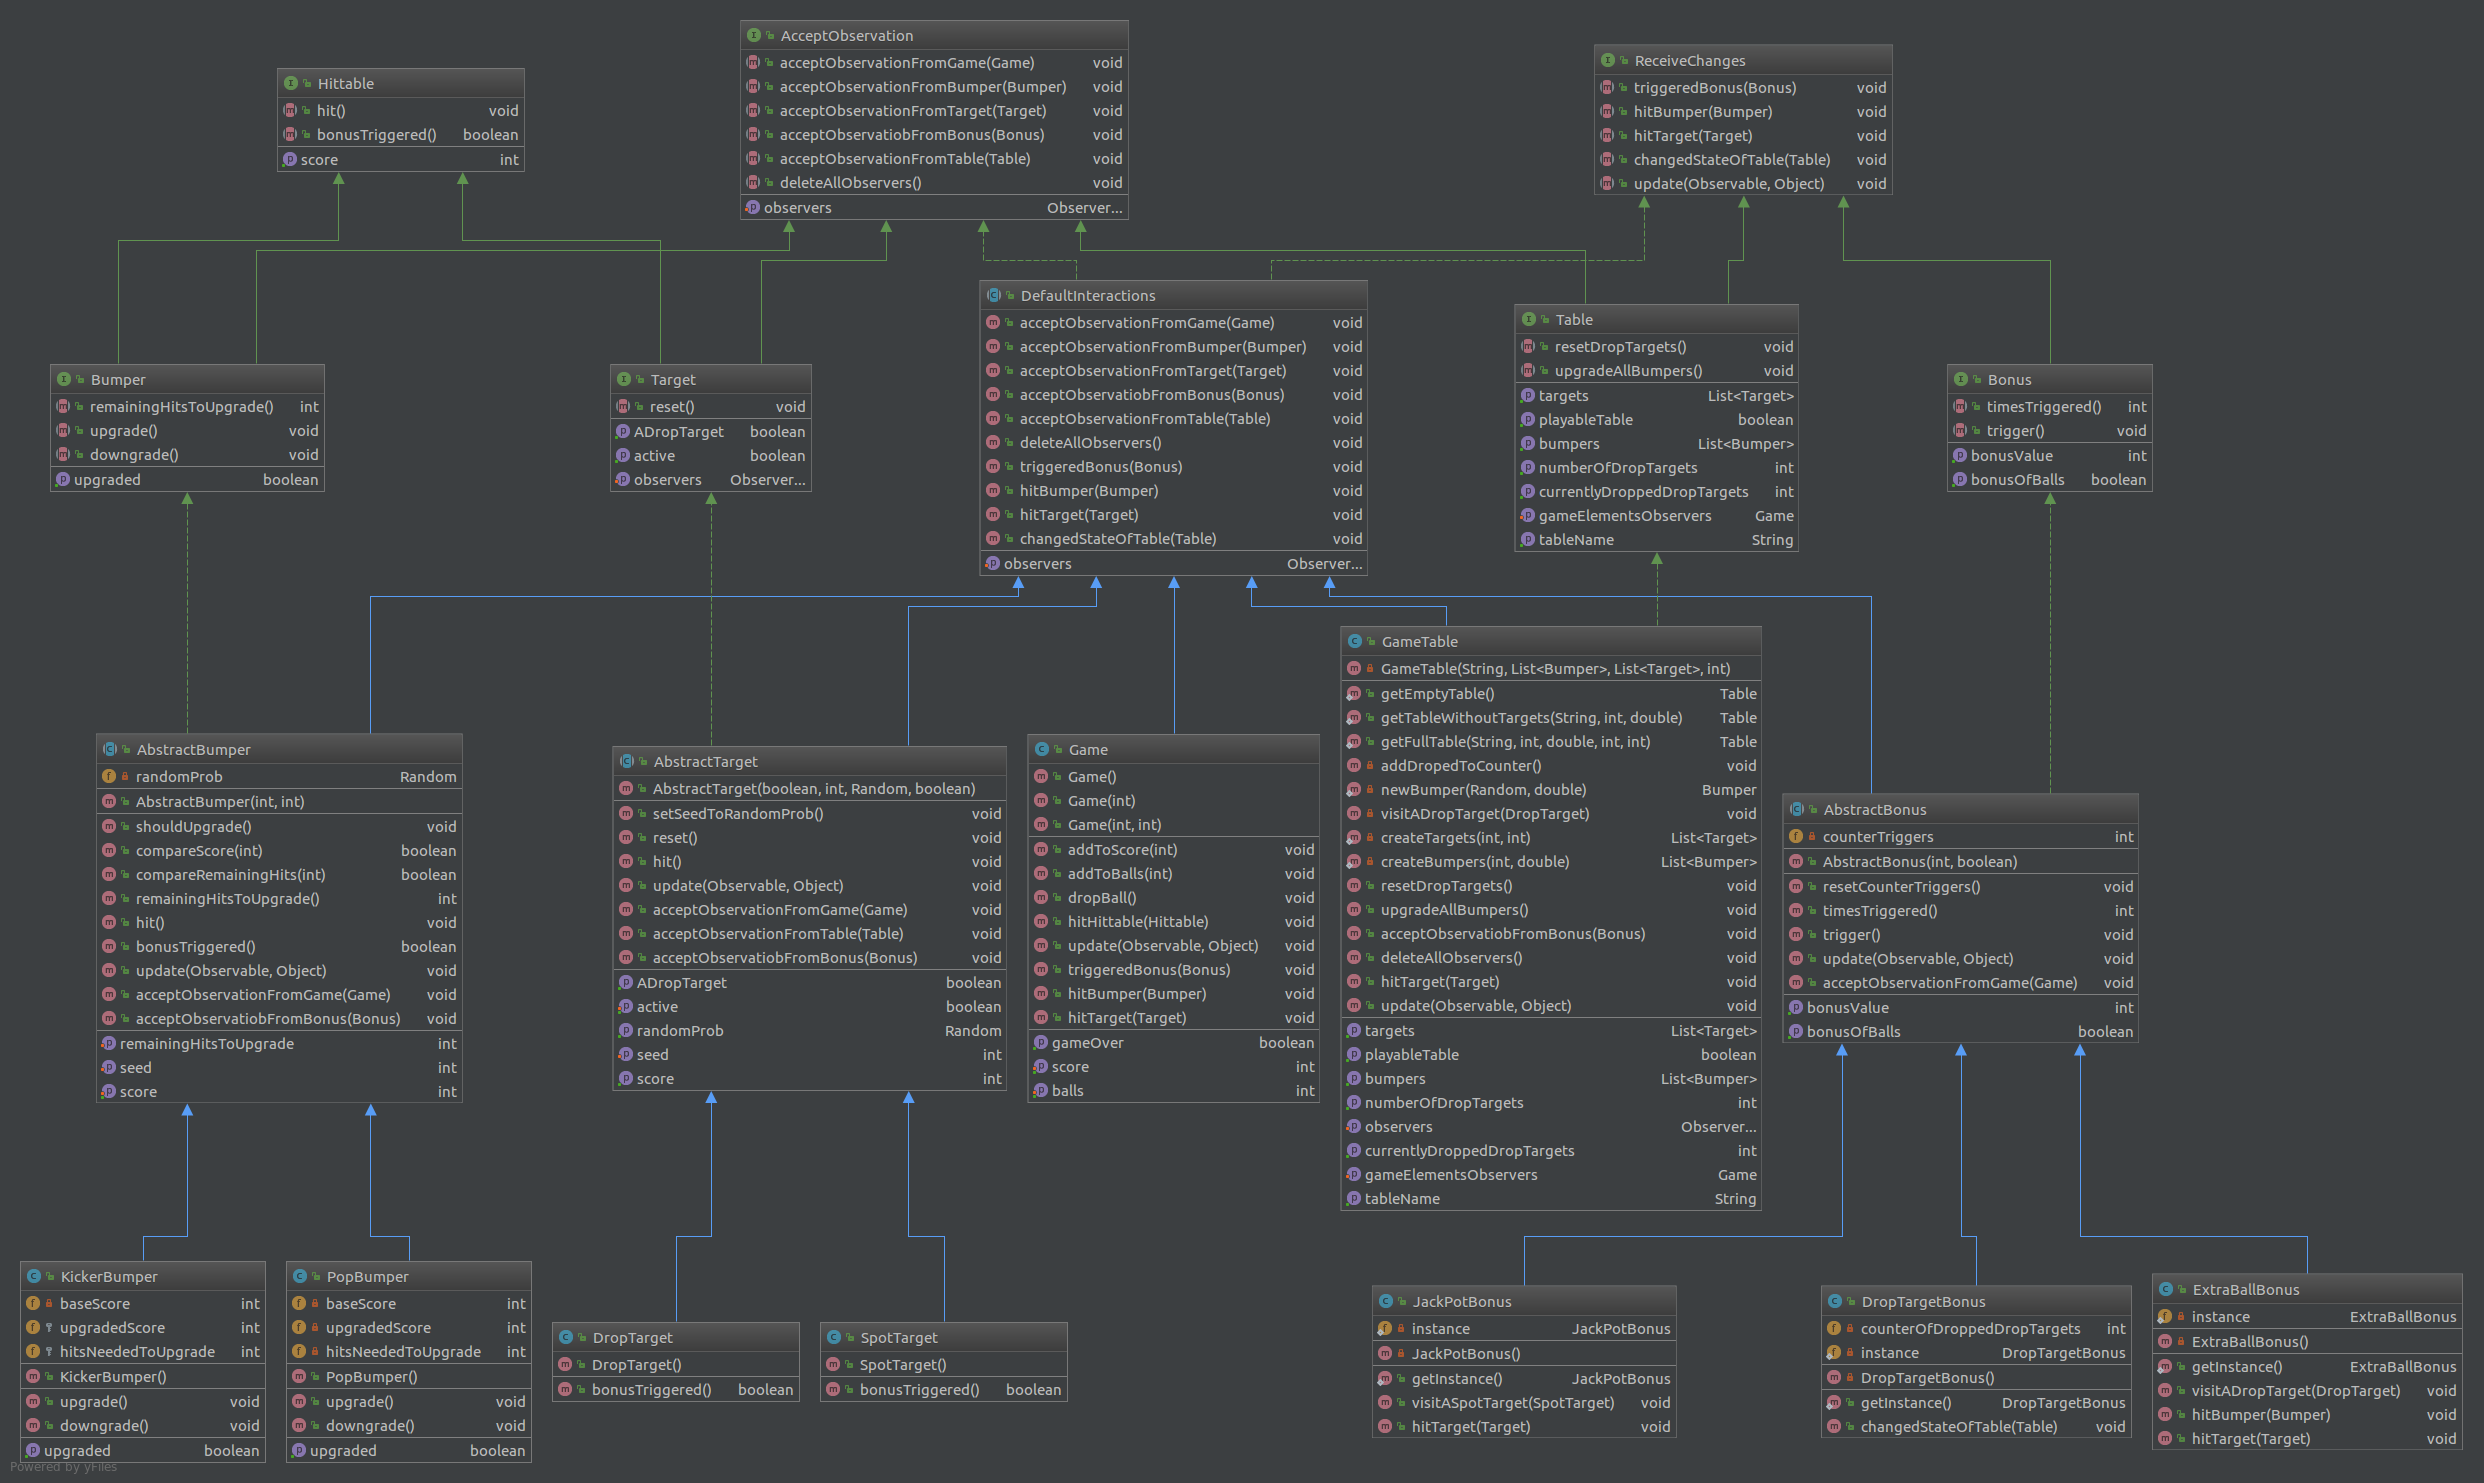 AcceptObservation
acceptObservationFromGame(Game) void
acceptObservationFromBumper(Bumper) void
acceptObservationFromTarget(Target) void
acceptObservatiobFromBonus(Bonus) void
acceptObservationFromTable(Table) void
deleteAllObservers() void
observers Observer...
ReceiveChanges
triggeredBonus(Bonus) void
hitBumper(Bumper) void
hitTarget(Target) void
changedStateOfTable(Table) void
update(Observable, Object) void
Hittable
hit() void
bonusTriggered() boolean
score int
DefaultInteractions
acceptObservationFromGame(Game) void
acceptObservationFromBumper(Bumper) void
acceptObservationFromTarget(Target) void
acceptObservatiobFromBonus(Bonus) void
acceptObservationFromTable(Table) void
deleteAllObservers() void
triggeredBonus(Bonus) void
hitBumper(Bumper) void
hitTarget(Target) void
changedStateOfTable(Table) void
observers Observer...
Table
resetDropTargets() void
upgradeAllBumpers() void
targets List<Target>
playableTable boolean
bumpers List<Bumper>
numberOfDropTargets int
currentlyDroppedDropTargets int
gameElementsObservers Game
tableName String
Bumper
remainingHitsToUpgrade() int
upgrade() void
downgrade() void
upgraded boolean
Target
reset() void
ADropTarget boolean
active boolean
observers Observer...
Bonus
timesTriggered() int
trigger() void
bonusValue int
bonusOfBalls boolean
GameTable
GameTable(String, List<Bumper>, List<Target>, int)
getEmptyTable() Table
getTableWithoutTargets(String, int, double) Table
getFullTable(String, int, double, int, int) Table
addDropedToCounter() void
newBumper(Random, double) Bumper
visitADropTarget(DropTarget) void
createTargets(int, int) List<Target>
createBumpers(int, double) List<Bumper>
resetDropTargets() void
upgradeAllBumpers() void
acceptObservatiobFromBonus(Bonus) void
deleteAllObservers() void
hitTarget(Target) void
update(Observable, Object) void
targets List<Target>
playableTable boolean
bumpers List<Bumper>
numberOfDropTargets int
observers Observer...
currentlyDroppedDropTargets int
gameElementsObservers Game
tableName String
AbstractBumper
randomProb Random
AbstractBumper(int, int)
shouldUpgrade() void
compareScore(int) boolean
compareRemainingHits(int) boolean
remainingHitsToUpgrade() int
hit() void
bonusTriggered() boolean
update(Observable, Object) void
acceptObservationFromGame(Game) void
acceptObservatiobFromBonus(Bonus) void
remainingHitsToUpgrade int
seed int
score int
AbstractTarget
AbstractTarget(boolean, int, Random, boolean)
setSeedToRandomProb() void
reset() void
hit() void
update(Observable, Object) void
acceptObservationFromGame(Game) void
acceptObservationFromTable(Table) void
acceptObservatiobFromBonus(Bonus) void
ADropTarget boolean
active boolean
randomProb Random
seed int
score int
Game
Game()
Game(int)
Game(int, int)
addToScore(int) void
addToBalls(int) void
dropBall() void
hitHittable(Hittable) void
update(Observable, Object) void
triggeredBonus(Bonus) void
hitBumper(Bumper) void
hitTarget(Target) void
gameOver boolean
score int
balls int
AbstractBonus
counterTriggers int
AbstractBonus(int, boolean)
resetCounterTriggers() void
timesTriggered() int
trigger() void
update(Observable, Object) void
acceptObservationFromGame(Game) void
bonusValue int
bonusOfBalls boolean
KickerBumper
baseScore int
upgradedScore int
hitsNeededToUpgrade int
KickerBumper()
upgrade() void
downgrade() void
upgraded boolean
PopBumper
baseScore int
upgradedScore int
hitsNeededToUpgrade int
PopBumper()
upgrade() void
downgrade() void
upgraded boolean
DropTarget
DropTarget()
bonusTriggered() boolean
SpotTarget
SpotTarget()
bonusTriggered() boolean
JackPotBonus
instance JackPotBonus
JackPotBonus()
getInstance() JackPotBonus
visitASpotTarget(SpotTarget) void
hitTarget(Target) void
DropTargetBonus
counterOfDroppedDropTargets int
instance DropTargetBonus
DropTargetBonus()
getInstance() DropTargetBonus
changedStateOfTable(Table) void
ExtraBallBonus
instance ExtraBallBonus
ExtraBallBonus()
getInstance() ExtraBallBonus
visitADropTarget(DropTarget) void
hitBumper(Bumper) void
hitTarget(Target) void
Powered by yFiles